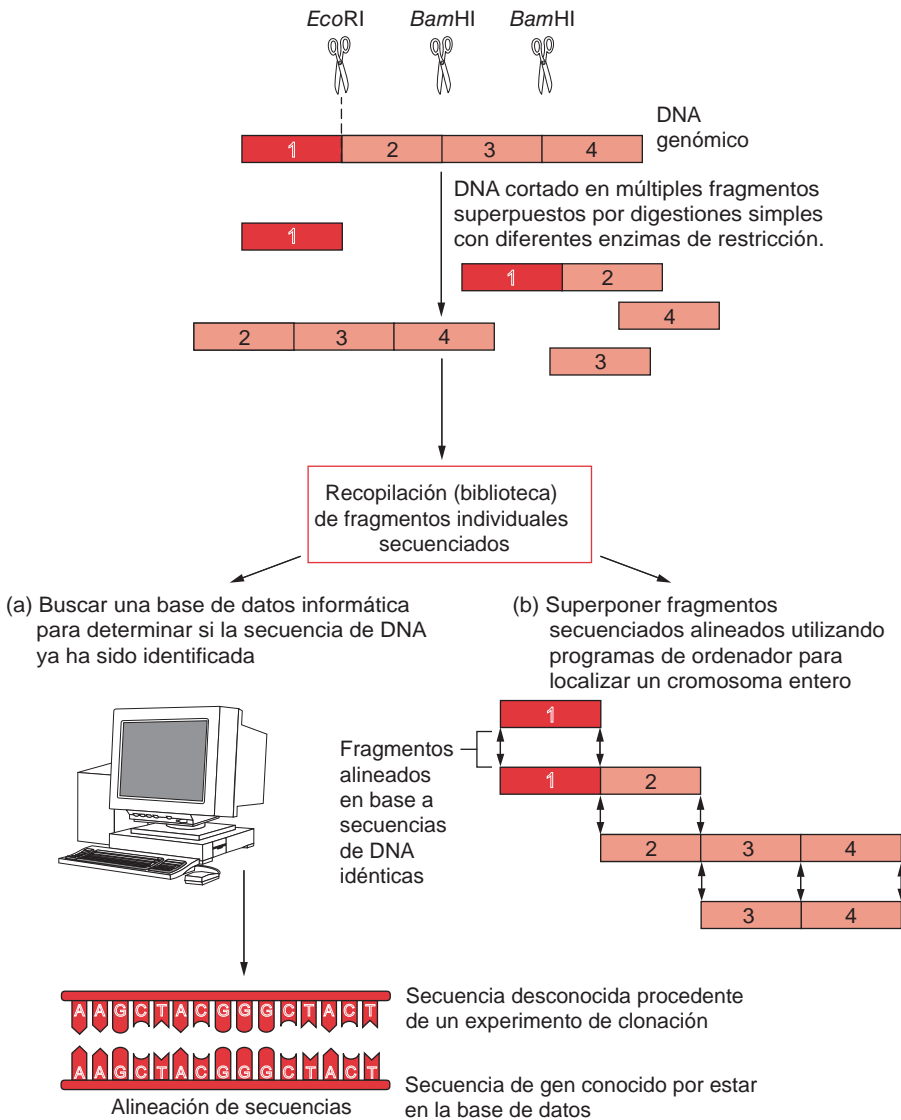 EcoRI BamHI BamHI
DNA
genómico
1 2 3 4
DNA cortado en múltiples fragmentos
superpuestos por digestiones simples
con diferentes enzimas de restricción.
1
1 2
4
2 3 4
3
Recopilación (biblioteca)
de fragmentos individuales
secuenciados
(a) Buscar una base de datos informática
para determinar si la secuencia de DNA
ya ha sido identificada
(b) Superponer fragmentos
secuenciados alineados utilizando
programas de ordenador para
localizar un cromosoma entero
1
Fragmentos
alineados
en base a
secuencias
de DNA
idénticas
1 2
2 3 4
3 4
AAGCTACGGGCTACT
Secuencia desconocida procedente
de un experimento de clonación
AAGCTACGGGCTACT
Secuencia de gen conocido por estar
en la base de datos
Alineación de secuencias